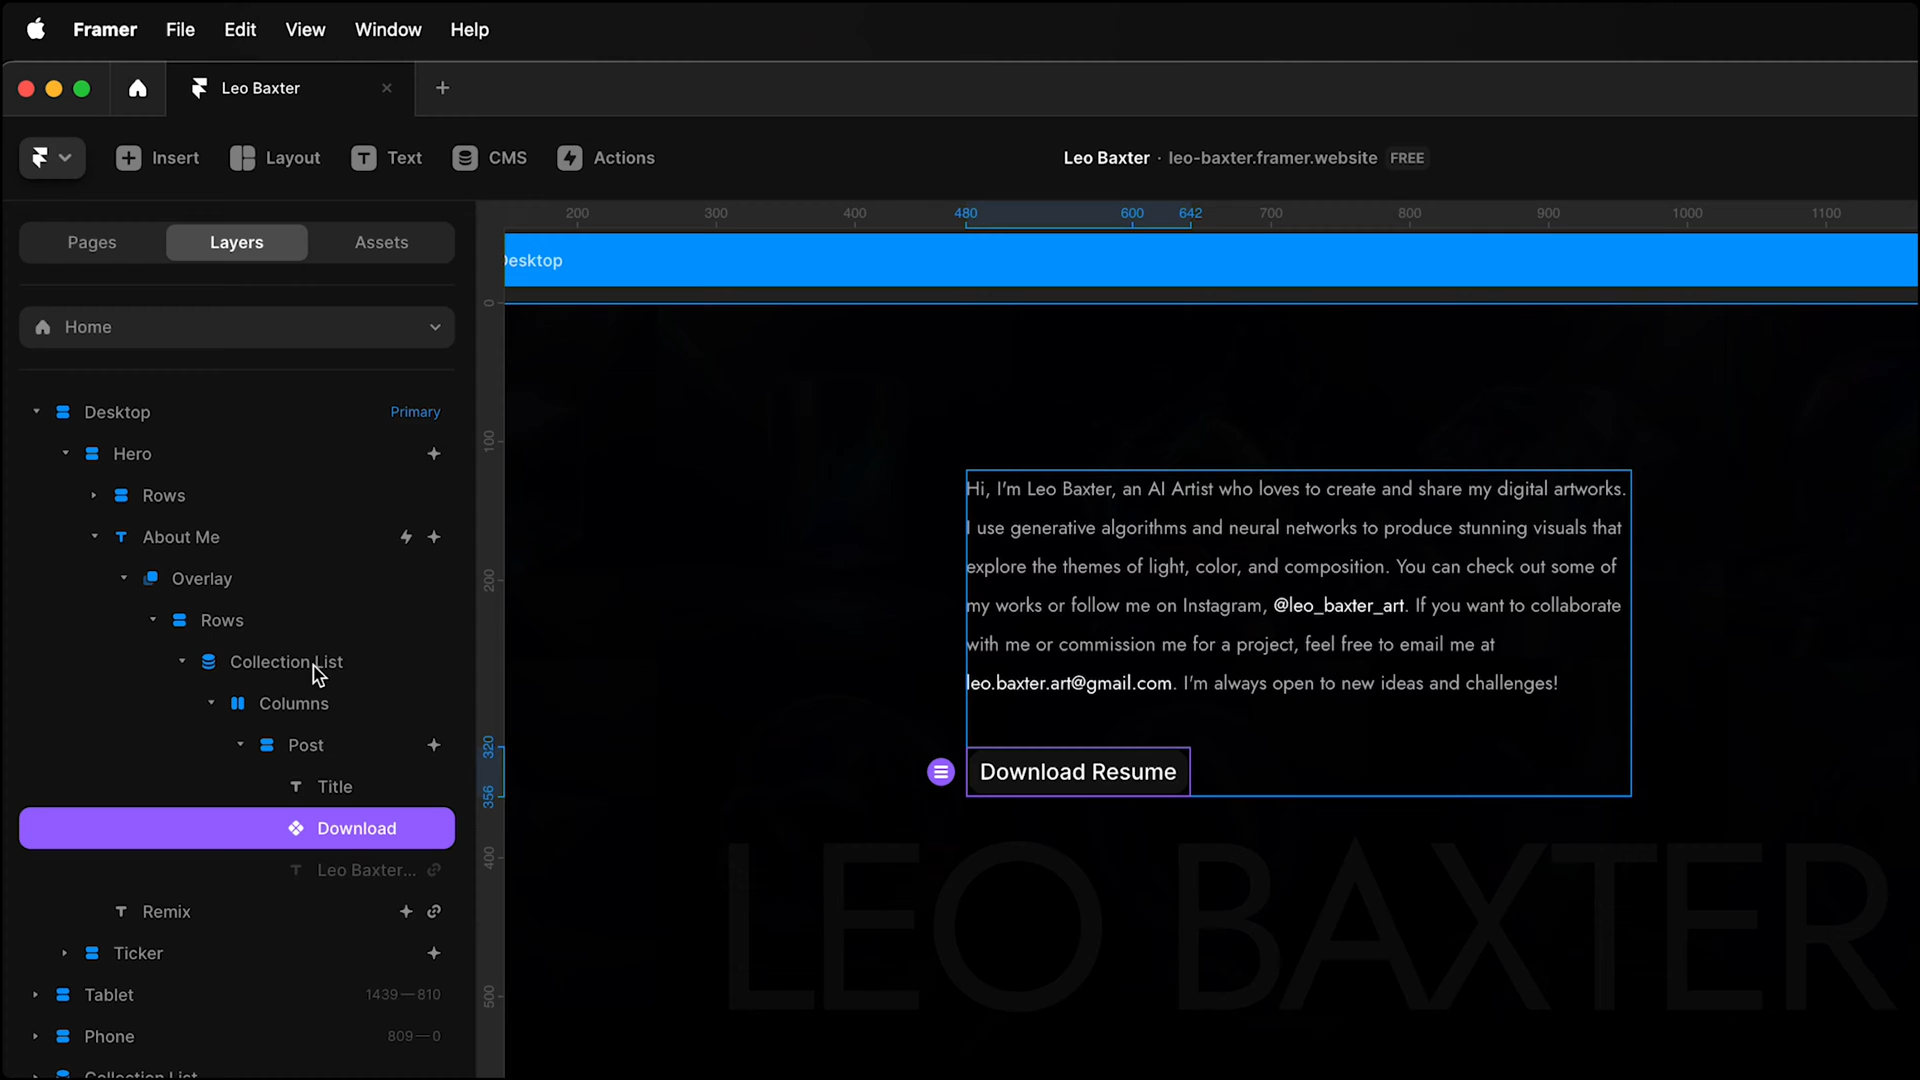 Framer File Edit View Window Help
Leo Baxter
Insert Layout Text CMS Actions
Leo Baxter · leo-baxter.framer.website FREE
Pages Layers Assets
200 300 400 480 600 642 700 800 900 1000 1100
Desktop
Home
0
Desktop Primary
Hero
100
Rows
About Me
Overlay
200
Rows
Collection List
Columns
Post
320
Title
356
Download
Leo Baxter...
400
Remix
Ticker
Tablet 1439—810
500
Phone 809—0
Collection List
Hi, I'm Leo Baxter, an AI Artist who loves to create and share my digital artworks.
I use generative algorithms and neural networks to produce stunning visuals that
explore the themes of light, color, and composition. You can check out some of
my works or follow me on Instagram, @leo_baxter_art. If you want to collaborate
with me or commission me for a project, feel free to email me at
leo.baxter.art@gmail.com. I'm always open to new ideas and challenges!
Download Resume
LEO BAXTER